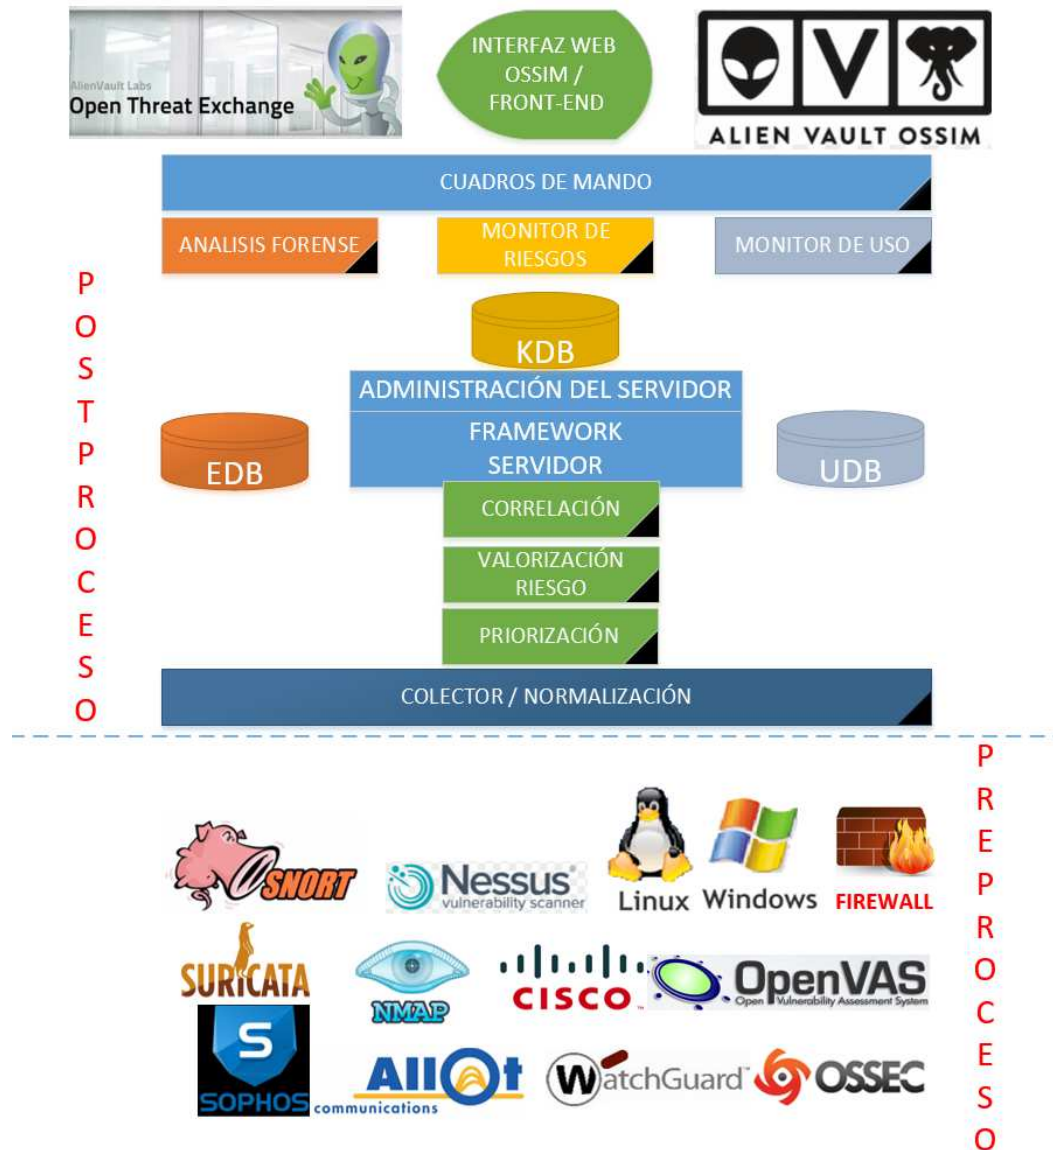 AlienVault Labs
Open Threat Exchange
INTERFAZ WEB
OSSIM /
FRONT-END
ALIEN VAULT OSSIM
CUADROS DE MANDO
ANALISIS FORENSE
MONITOR DE
RIESGOS
MONITOR DE USO
POSTPROCESO
KDB
ADMINISTRACIÓN DEL SERVIDOR
EDB
FRAMEWORK
SERVIDOR
UDB
CORRELACIÓN
VALORIZACIÓN
RIESGO
PRIORIZACIÓN
COLECTOR / NORMALIZACIÓN
PREPROCESO
SNORT
Nessus
vulnerability scanner
Linux
Windows
FIREWALL
SURICATA
NMAP
CISCO
OpenVAS
Open Vulnerability Assessment System
S
SOPHOS
Allot
communications
WatchGuard
OSSEC